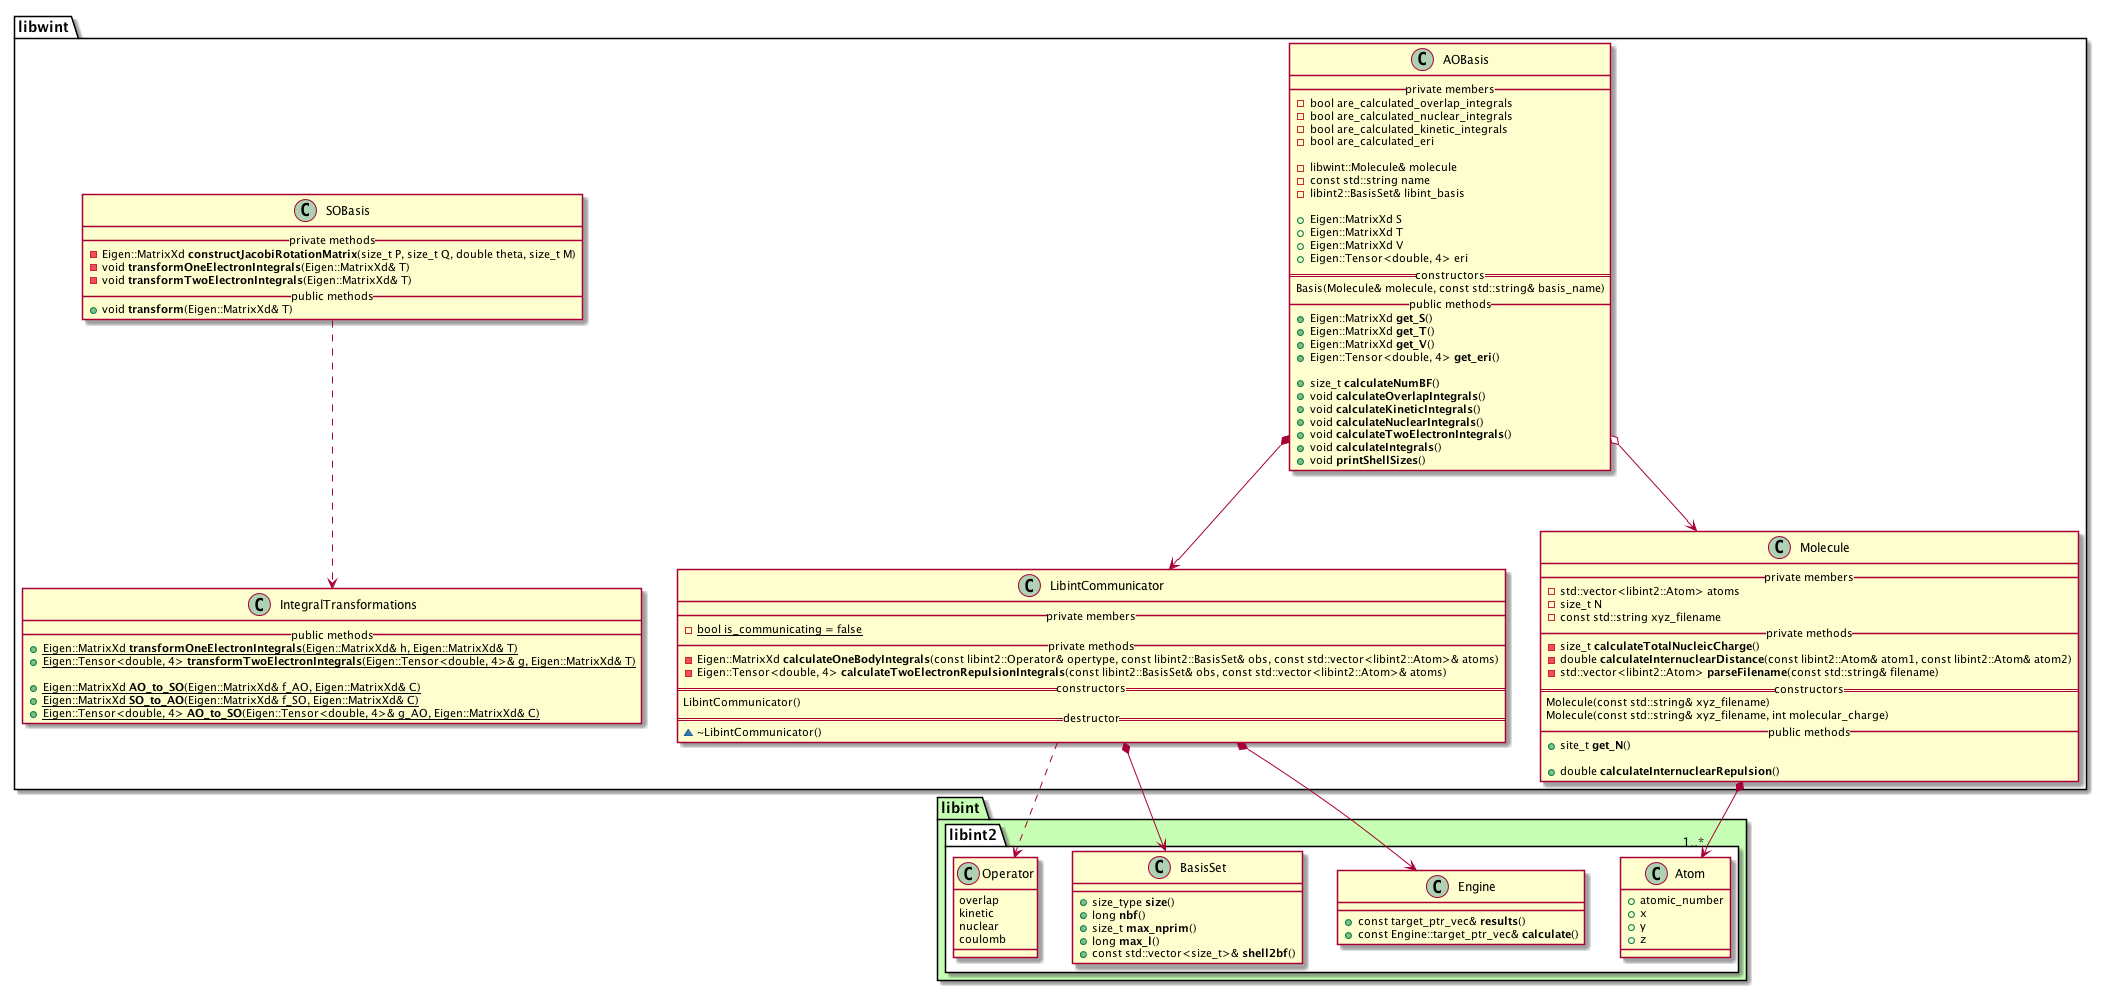 libwint
AOBasis
private members
bool are_calculated_overlap_integrals
bool are_calculated_nuclear_integrals
bool are_calculated_kinetic_integrals
bool are_calculated_eri
libwint::Molecule& molecule
const std::string name
libint2::BasisSet& libint_basis
Eigen::MatrixXd S
Eigen::MatrixXd T
Eigen::MatrixXd V
Eigen::Tensor<double, 4> eri
constructors
Basis(Molecule& molecule, const std::string& basis_name)
public methods
Eigen::MatrixXd get_S()
Eigen::MatrixXd get_T()
Eigen::MatrixXd get_V()
Eigen::Tensor<double, 4> get_eri()
size_t calculateNumBF()
void calculateOverlapIntegrals()
void calculateKineticIntegrals()
void calculateNuclearIntegrals()
void calculateTwoElectronIntegrals()
void calculateIntegrals()
void printShellSizes()
SOBasis
private methods
Eigen::MatrixXd constructJacobiRotationMatrix(size_t P, size_t Q, double theta, size_t M)
void transformOneElectronIntegrals(Eigen::MatrixXd& T)
void transformTwoElectronIntegrals(Eigen::MatrixXd& T)
public methods
void transform(Eigen::MatrixXd& T)
IntegralTransformations
public methods
Eigen::MatrixXd transformOneElectronIntegrals(Eigen::MatrixXd& h, Eigen::MatrixXd& T)
Eigen::Tensor<double, 4> transformTwoElectronIntegrals(Eigen::Tensor<double, 4>& g, Eigen::MatrixXd& T)
Eigen::MatrixXd AO_to_SO(Eigen::MatrixXd& f_AO, Eigen::MatrixXd& C)
Eigen::MatrixXd SO_to_AO(Eigen::MatrixXd& f_SO, Eigen::MatrixXd& C)
Eigen::Tensor<double, 4> AO_to_SO(Eigen::Tensor<double, 4>& g_AO, Eigen::MatrixXd& C)
LibintCommunicator
private members
bool is_communicating = false
private methods
Eigen::MatrixXd calculateOneBodyIntegrals(const libint2::Operator& opertype, const libint2::BasisSet& obs, const std::vector<libint2::Atom>& atoms)
Eigen::Tensor<double, 4> calculateTwoElectronRepulsionIntegrals(const libint2::BasisSet& obs, const std::vector<libint2::Atom>& atoms)
constructors
LibintCommunicator()
destructor
~LibintCommunicator()
Molecule
private members
std::vector<libint2::Atom> atoms
size_t N
const std::string xyz_filename
private methods
size_t calculateTotalNucleicCharge()
double calculateInternuclearDistance(const libint2::Atom& atom1, const libint2::Atom& atom2)
std::vector<libint2::Atom> parseFilename(const std::string& filename)
constructors
Molecule(const std::string& xyz_filename)
Molecule(const std::string& xyz_filename, int molecular_charge)
public methods
site_t get_N()
double calculateInternuclearRepulsion()
libint
libint2
1..*
Operator
overlap
kinetic
nuclear
coulomb
BasisSet
size_type size()
long nbf()
size_t max_nprim()
long max_l()
const std::vector<size_t>& shell2bf()
Engine
const target_ptr_vec& results()
const Engine::target_ptr_vec& calculate()
Atom
atomic_number
x
y
z